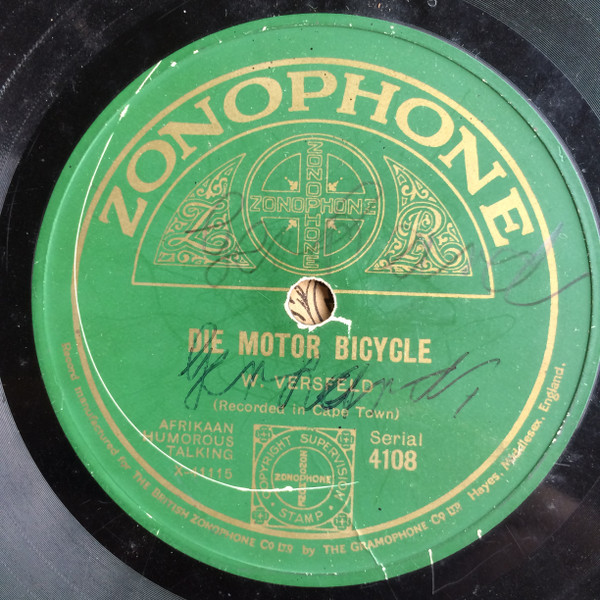 ZONOPHONE
ZONOPHONE
ZONOPHONE
Z
R
DIE MOTOR BICYCLE
W. VERSFELD
(Recorded in Cape Town)
AFRIKAAN
HUMOROUS
TALKING
X-41115
COPYRIGHT SUPERVISION
ZONOPHONE
STAMP
Serial
4108
Record manufactured for THE BRITISH ZONOPHONE CO LTD by THE GRAMOPHONE CO LTD Hayes, Middlesex, England.